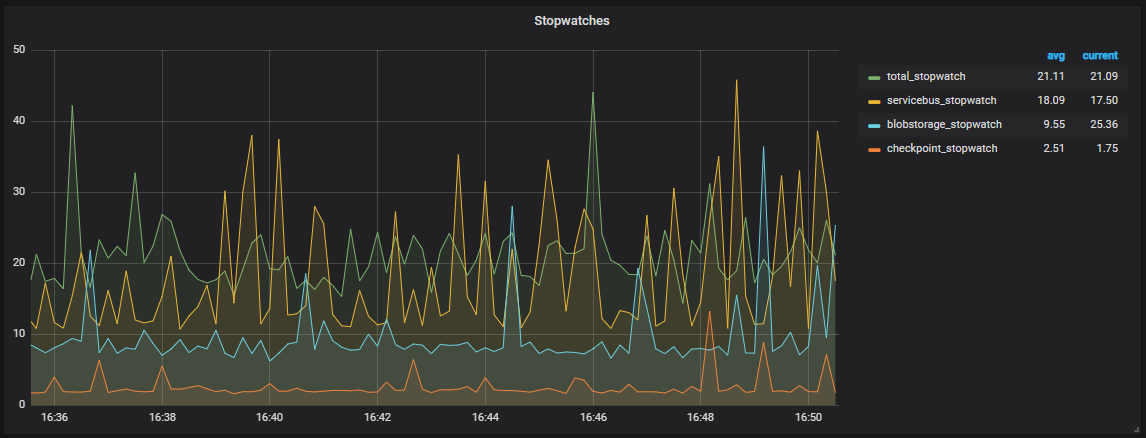 Stopwatches
50
40
30
20
10
0
16:36 16:38 16:40 16:42 16:44 16:46 16:48 16:50
avg current
total_stopwatch 21.11 21.09
servicebus_stopwatch 18.09 17.50
blobstorage_stopwatch 9.55 25.36
checkpoint_stopwatch 2.51 1.75